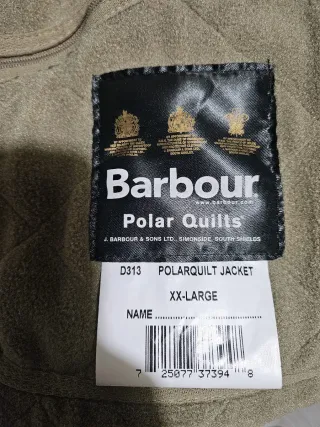 Barbour
www.barbour.com
Polar Quilts
J. BARBOUR & SONS LTD., SIMONSIDE, SOUTH SHIELDS
D313 POLARQUILT JACKET
XX-LARGE
NAME....................
7 25077 37394 8